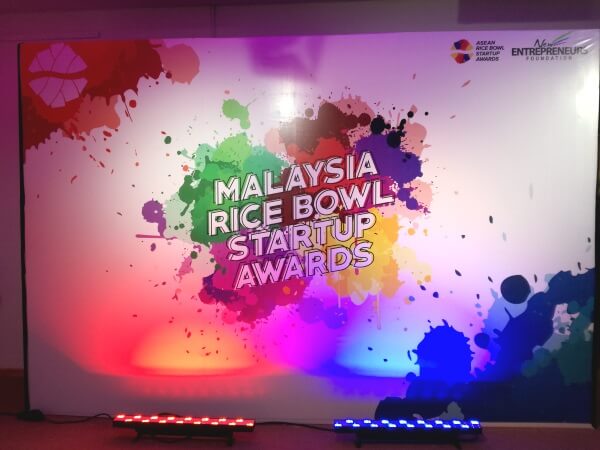 ASEAN
RICE BOWL
STARTUP
AWARDS
New
ENTREPRENEURS
FOUNDATION
MALAYSIA
RICE BOWL
STARTUP
AWARDS